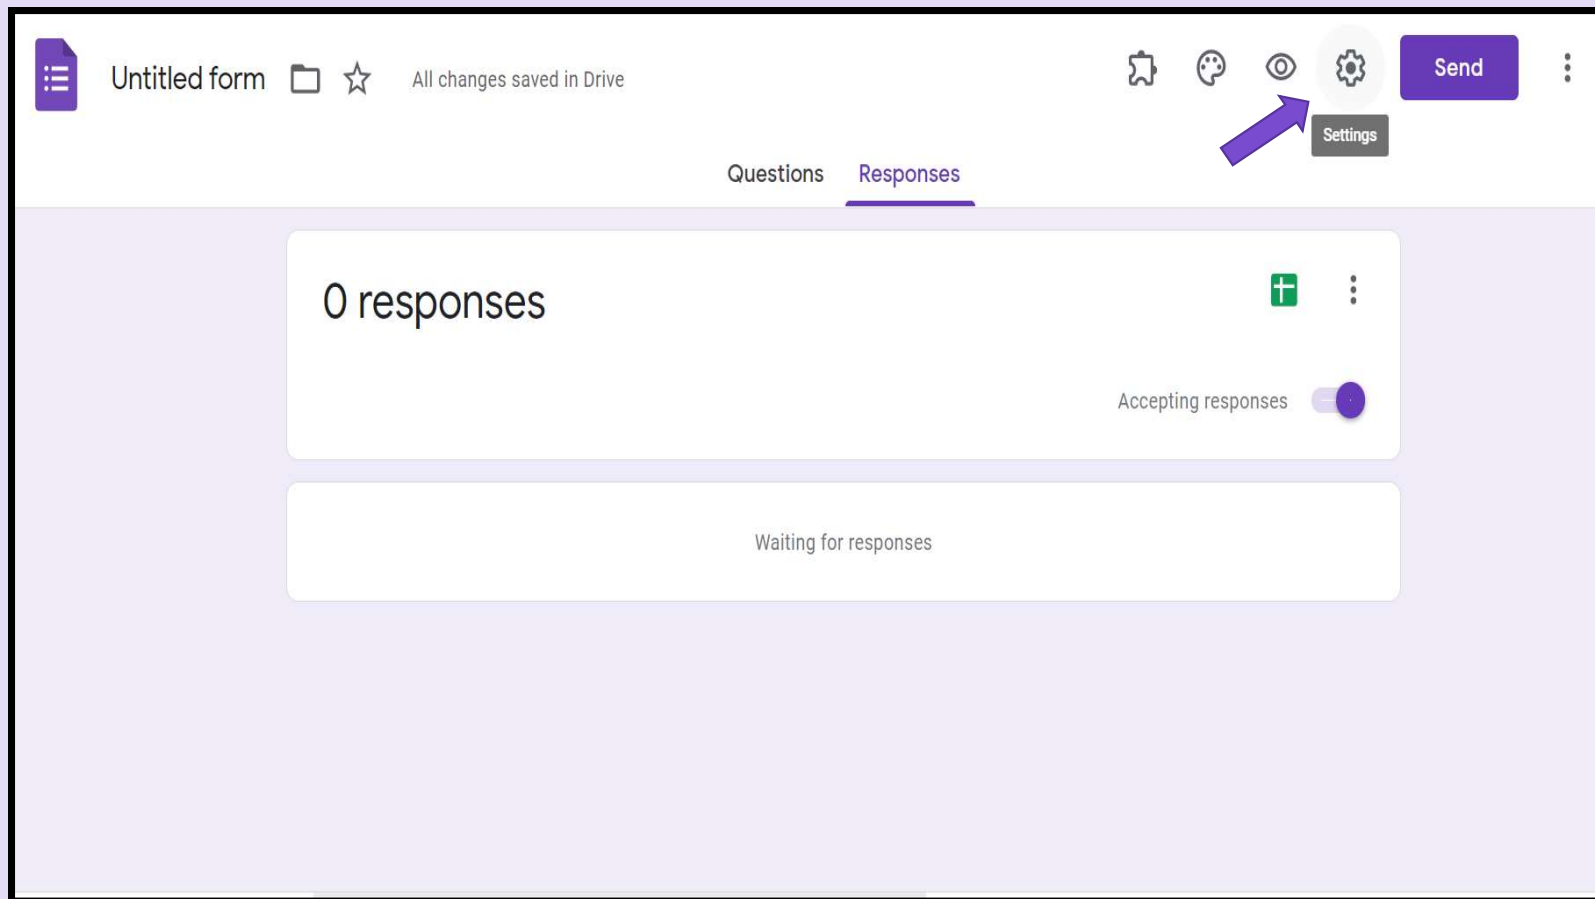 Untitled form All changes saved in Drive Send
Settings
Questions Responses
0 responses
Accepting responses
Waiting for responses